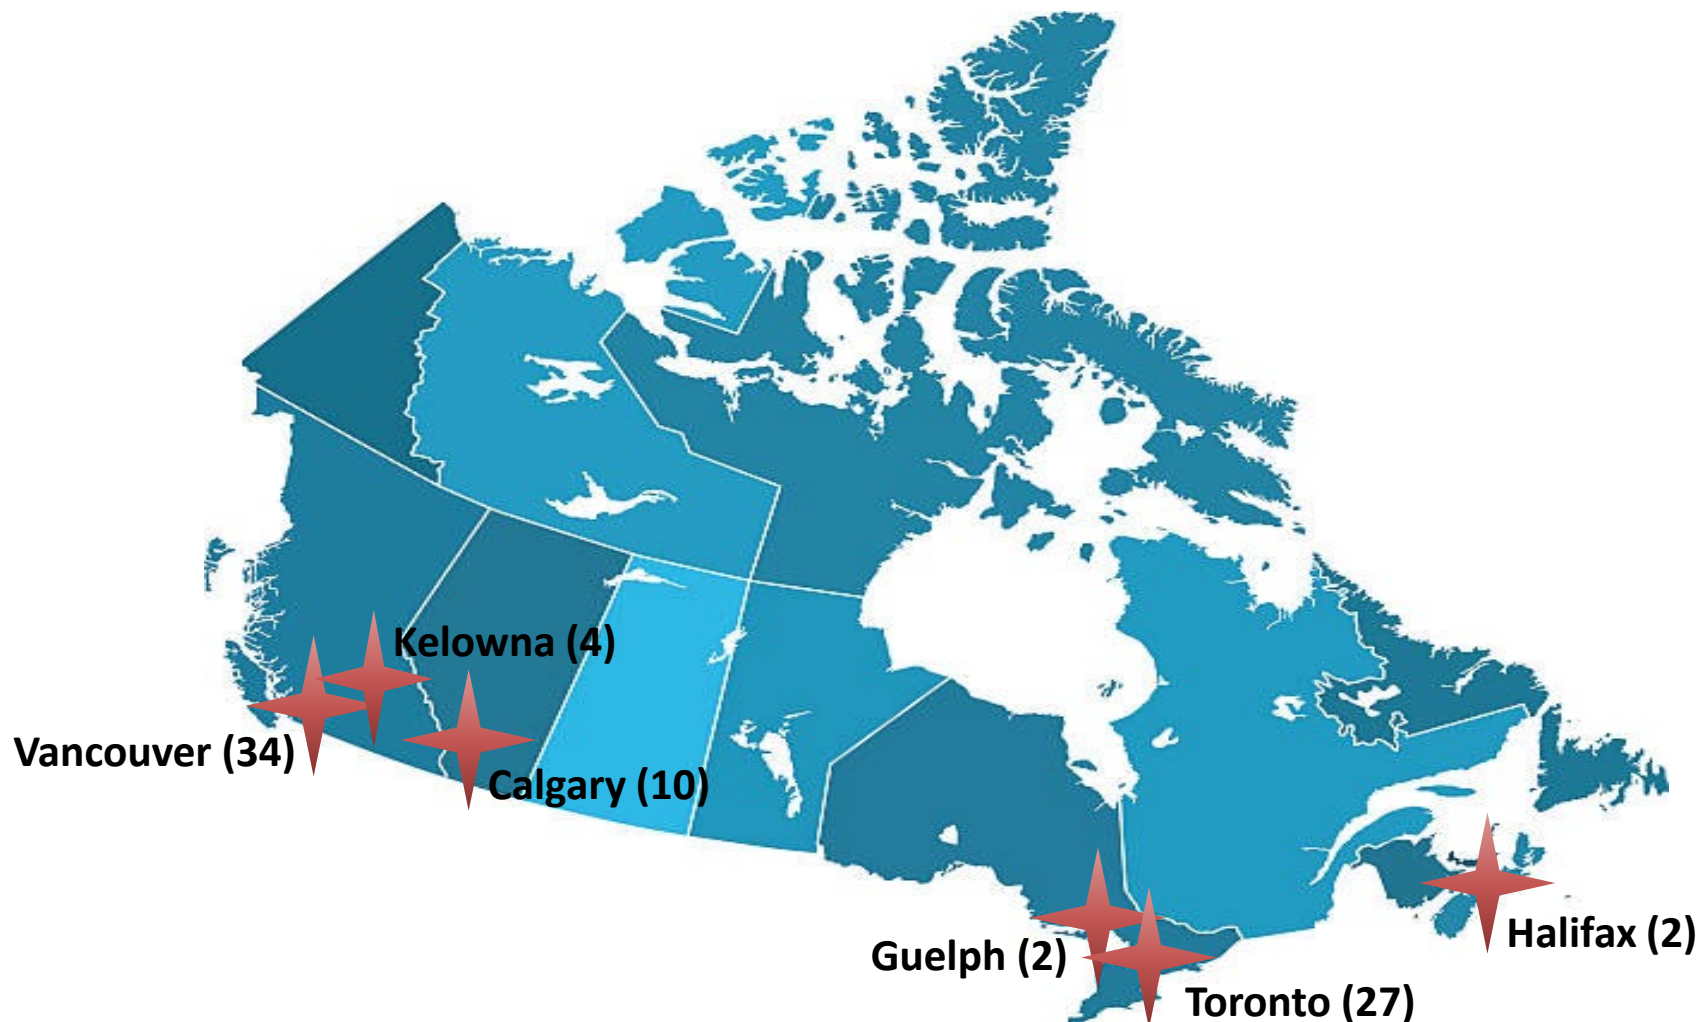 Kelowna (4)
Vancouver (34)
Calgary (10)
Guelph (2)
Halifax (2)
Toronto (27)